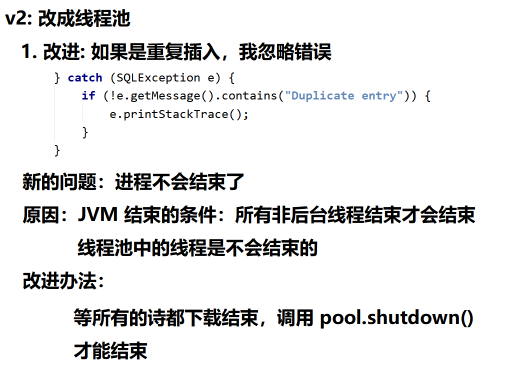 v2: 改成线程池
1. 改进: 如果是重复插入，我忽略错误
} catch (SQLException e) {
if (!e.getMessage().contains("Duplicate entry")) {
e.printStackTrace();
}
}
新的问题：进程不会结束了
原因：JVM 结束的条件：所有非后台线程结束才会结束
线程池中的线程是不会结束的
改进办法：
等所有的诗都下载结束，调用 pool.shutdown()
才能结束